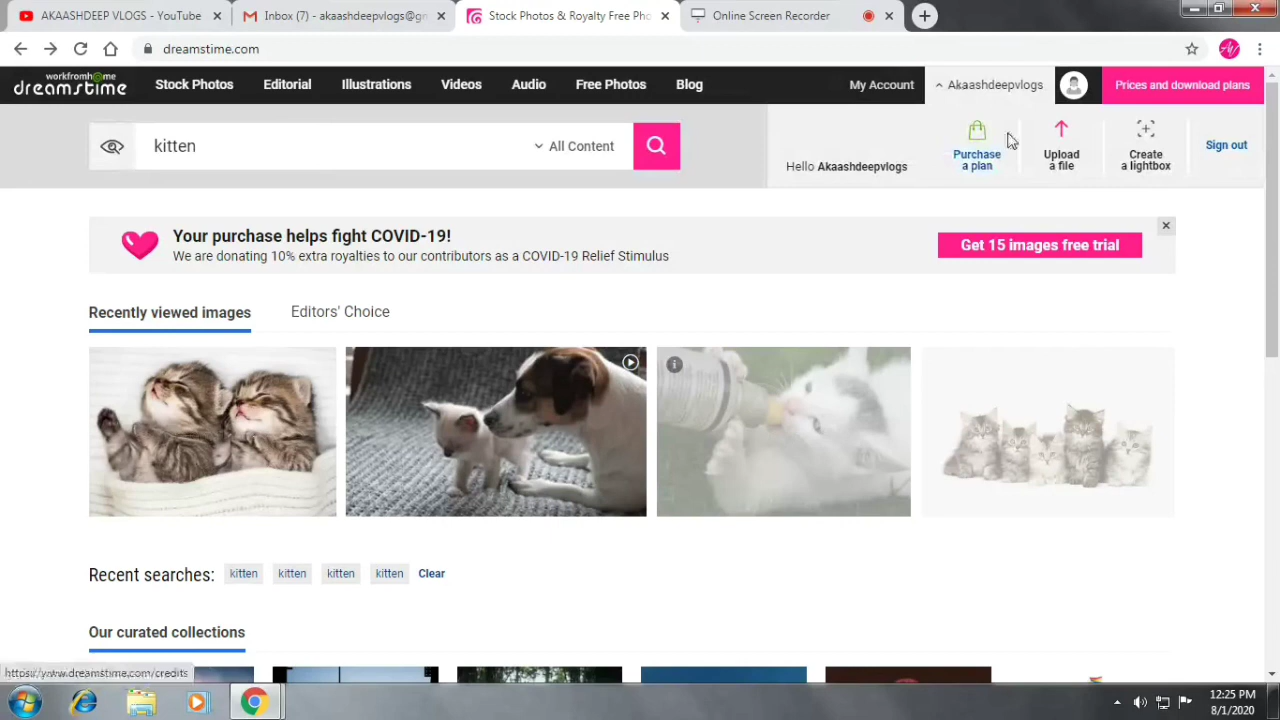 AKAASHDEEP VLOGS - YouTube
Inbox (7) - akaashdeepvlogs@g
Stock Photos & Royalty Free Pho
Online Screen Recorder
dreamstime.com
workfromh@me
dreamstime
Stock Photos
Editorial
Illustrations
Videos
Audio
Free Photos
Blog
My Account
Akaashdeepvlogs
Prices and download plans
kitten
All Content
Hello Akaashdeepvlogs
Purchase
a plan
Upload
a file
Create
a lightbox
Sign out
Your purchase helps fight COVID-19!
We are donating 10% extra royalties to our contributors as a COVID-19 Relief Stimulus
Get 15 images free trial
Recently viewed images
Editors' Choice
Recent searches: kitten kitten kitten kitten Clear
Our curated collections
https://www.dreamstime.com/credits
12:25 PM
8/1/2020